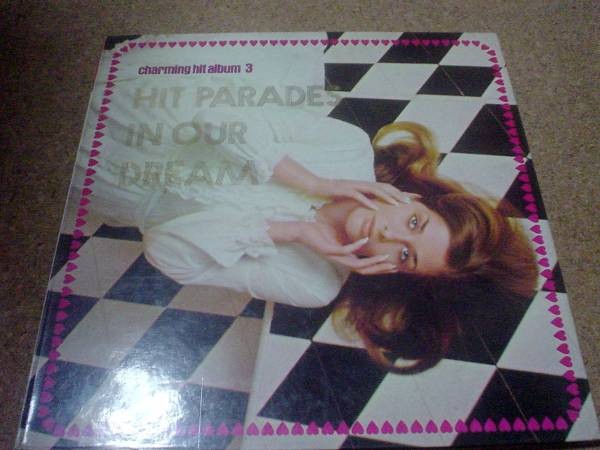 charming hit album 3
HIT PARADES
IN OUR
DREAM